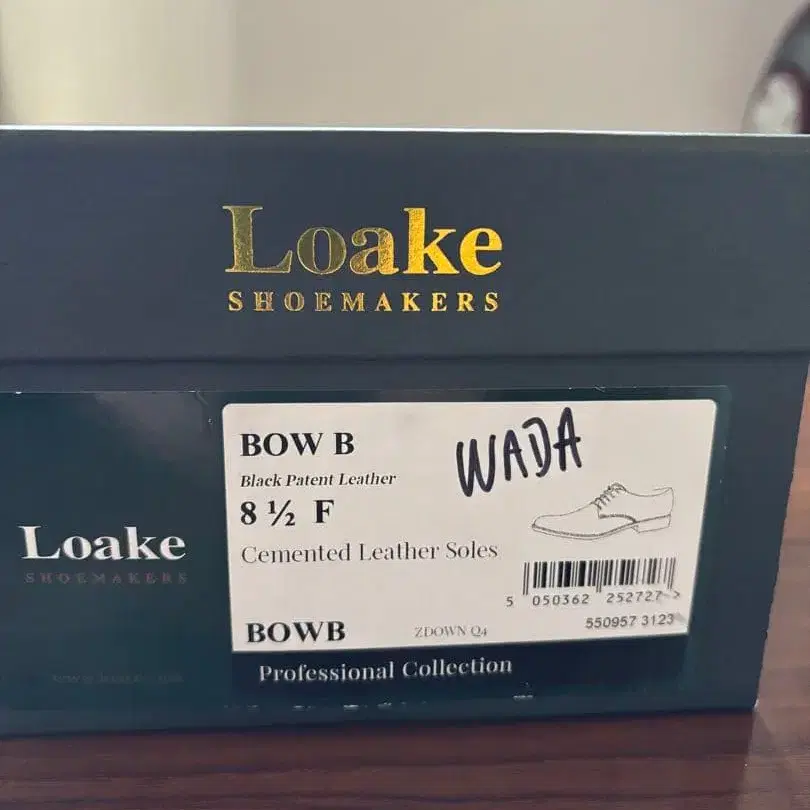 Loake
SHOEMAKERS
BOW B
WADA
Black Patent Leather
8 ½ F
Cemented Leather Soles
Loake
SHOEMAKERS
5 050362 252727 >
BOWB
ZDOWN Q4
550957 3123
Professional Collection